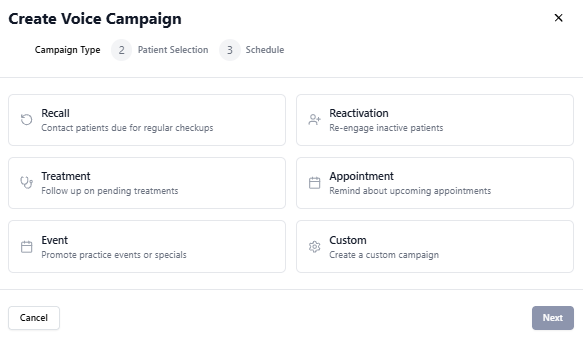 Create Voice Campaign
Campaign Type 2 Patient Selection 3 Schedule
Recall
Contact patients due for regular checkups
Reactivation
Re-engage inactive patients
Treatment
Follow up on pending treatments
Appointment
Remind about upcoming appointments
Event
Promote practice events or specials
Custom
Create a custom campaign
Cancel
Next